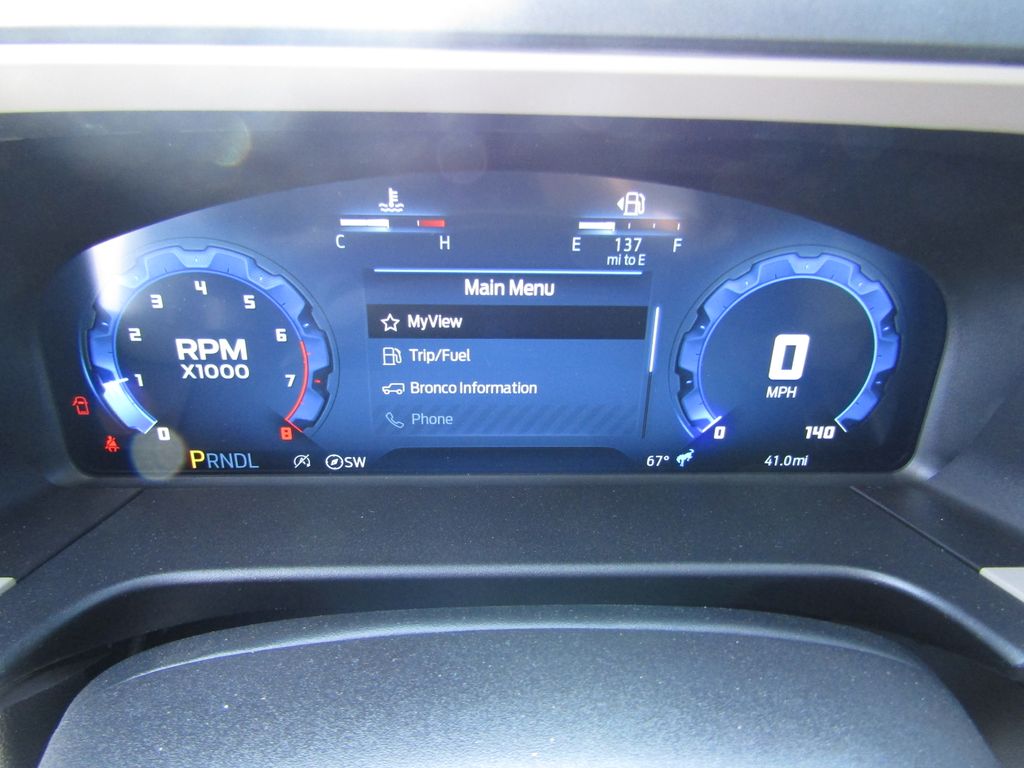 C H
E 137 F
mi to E
Main Menu
MyView
Trip/Fuel
Bronco Information
Phone
0 1 2 3 4 5 6 7 8
RPM
X1000
0
MPH
0 140
PRNDL
SW
67°
41.0mi